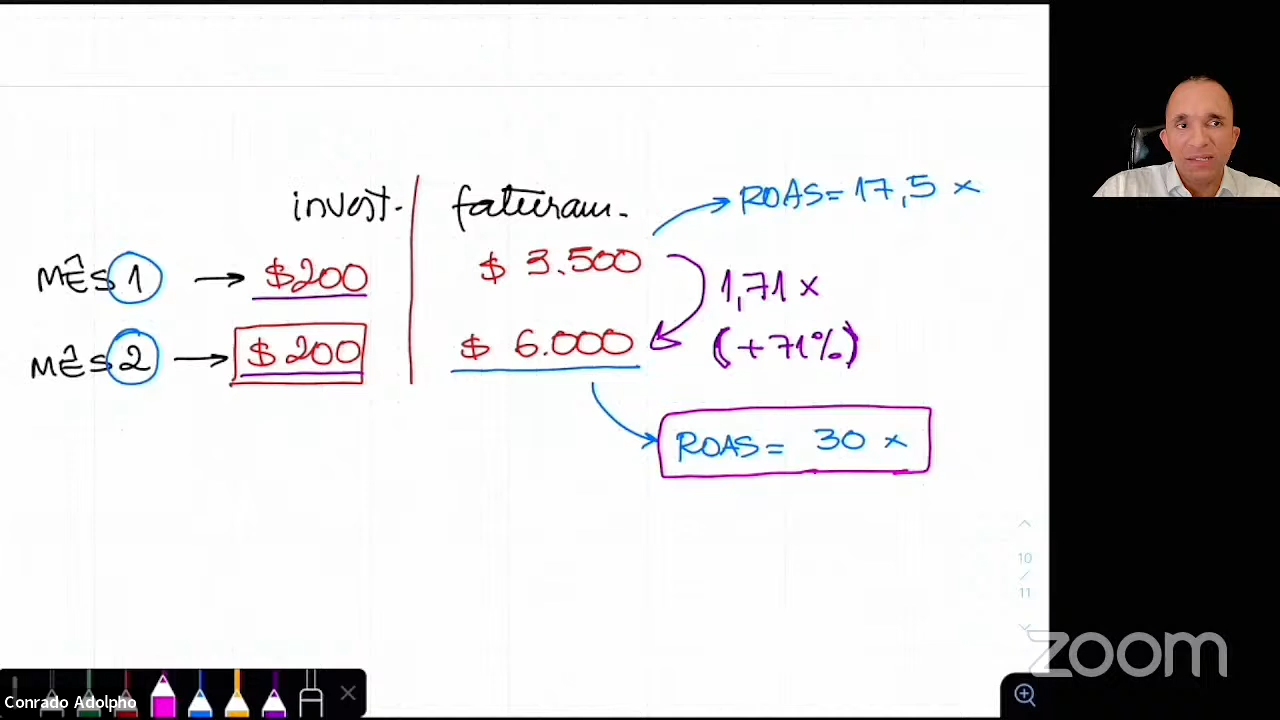 invest. faturam.
ROAS= 17,5 x
MÊS 1 → $200 $ 3.500
1,71 x
(+71%)
MÊS 2 → $200 $ 6.000
ROAS= 30 x
10
/
11
zoom
Conrado Adolpho